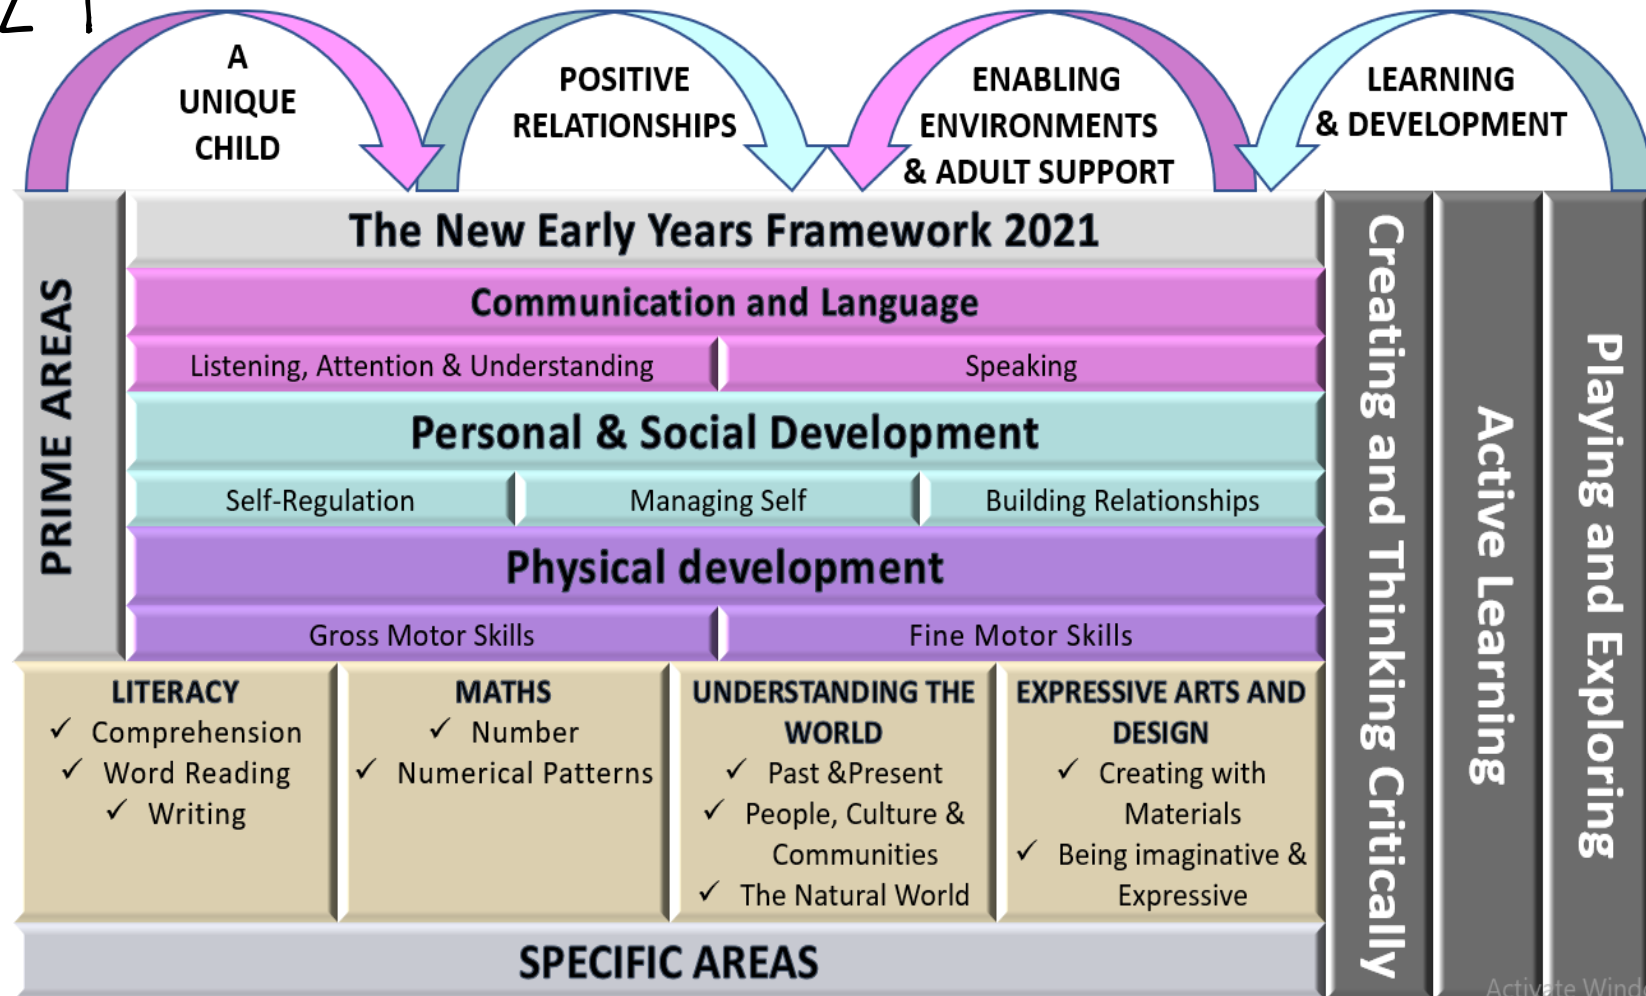 A
UNIQUE
CHILD
POSITIVE
RELATIONSHIPS
ENABLING
ENVIRONMENTS
& ADULT SUPPORT
LEARNING
& DEVELOPMENT
PRIME AREAS
The New Early Years Framework 2021
Communication and Language
Listening, Attention & Understanding
Speaking
Personal & Social Development
Self-Regulation
Managing Self
Building Relationships
Physical development
Gross Motor Skills
Fine Motor Skills
LITERACY
✓ Comprehension
✓ Word Reading
✓ Writing
MATHS
✓ Number
✓ Numerical Patterns
UNDERSTANDING THE
WORLD
✓ Past &Present
✓ People, Culture &
Communities
✓ The Natural World
EXPRESSIVE ARTS AND
DESIGN
✓ Creating with
Materials
✓ Being imaginative &
Expressive
SPECIFIC AREAS
Creating and Thinking Critically
Active Learning
Playing and Exploring
Activate